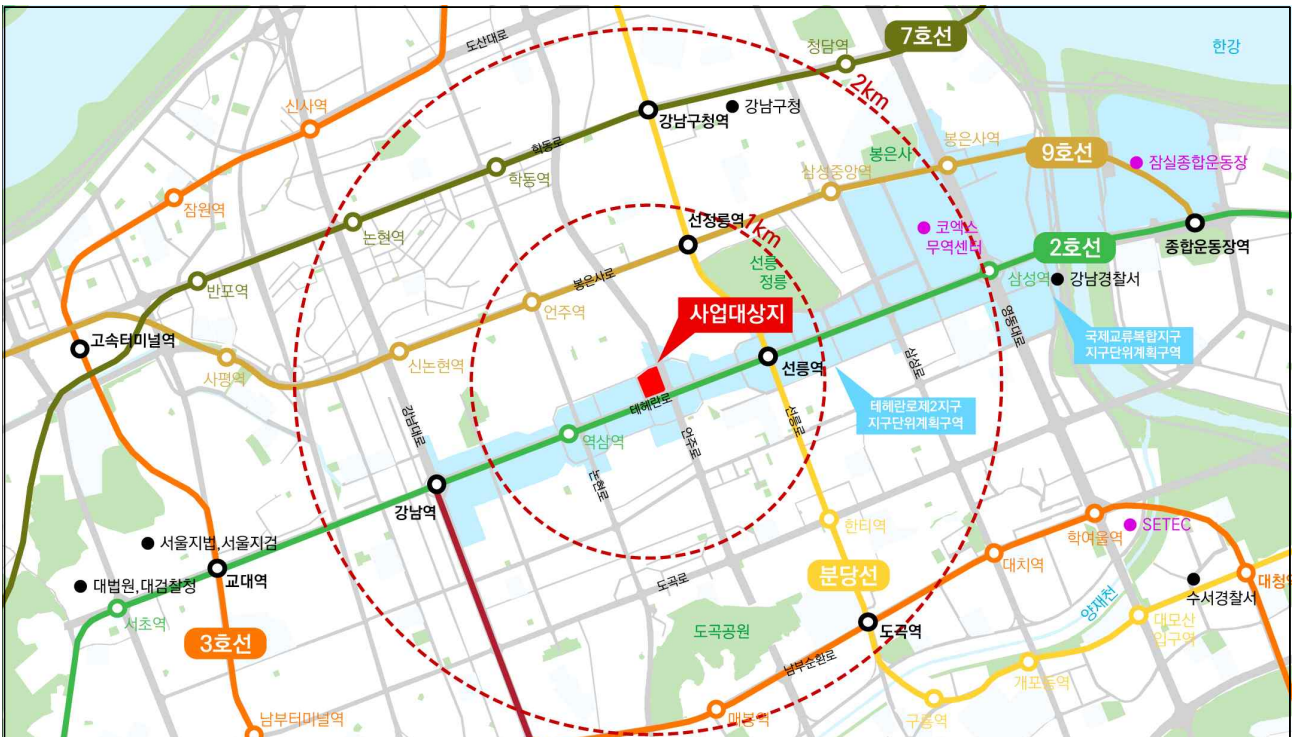 7호선
청담역
도산대로
한강
2km
신사역
강남구청역
강남구청
학동로
봉은사
봉은사역
9호선
잠실종합운동장
학동역
삼성중앙역
잠원역
논현역
선정릉역
1km
코엑스
무역센터
2호선
종합운동장역
선릉
정릉
삼성역
강남경찰서
반포역
봉은사로
언주역
사업대상지
영동대로
국제교류복합지구
지구단위계획구역
고속터미널역
사평역
신논현역
선릉역
삼성로
테헤란로
테헤란로제2지구
지구단위계획구역
강남대로
역삼역
언주로
선릉로
강남역
논현로
한티역
학여울역
SETEC
서울지법,서울지검
교대역
대법원,대검찰청
서초역
도곡로
분당선
대치역
대청역
수서경찰서
양재천
대모산
입구역
3호선
도곡공원
도곡역
남부순환로
개포동역
구룡역
매봉역
남부터미널역